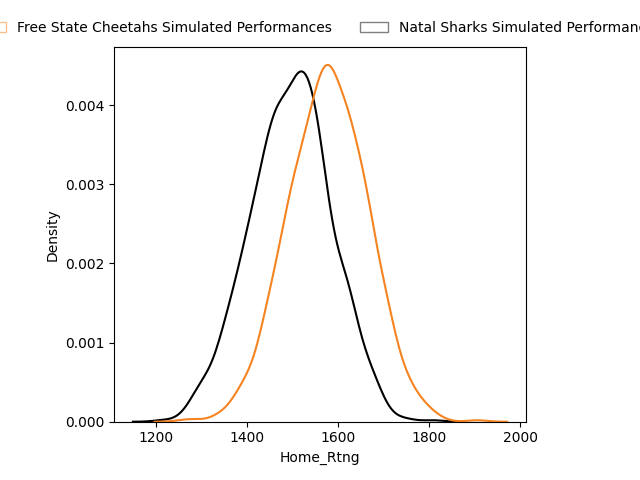 Free State Cheetahs Simulated Performances Natal Sharks Simulated Performan
0.004
0.003
0.002
0.001
0.000
Density
1200 1400 1600 1800 2000
Home_Rtng